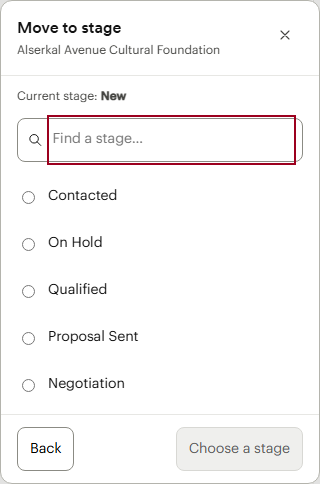 Move to stage
Alserkal Avenue Cultural Foundation
Current stage: New
Find a stage...
Contacted
On Hold
Qualified
Proposal Sent
Negotiation
Back
Choose a stage